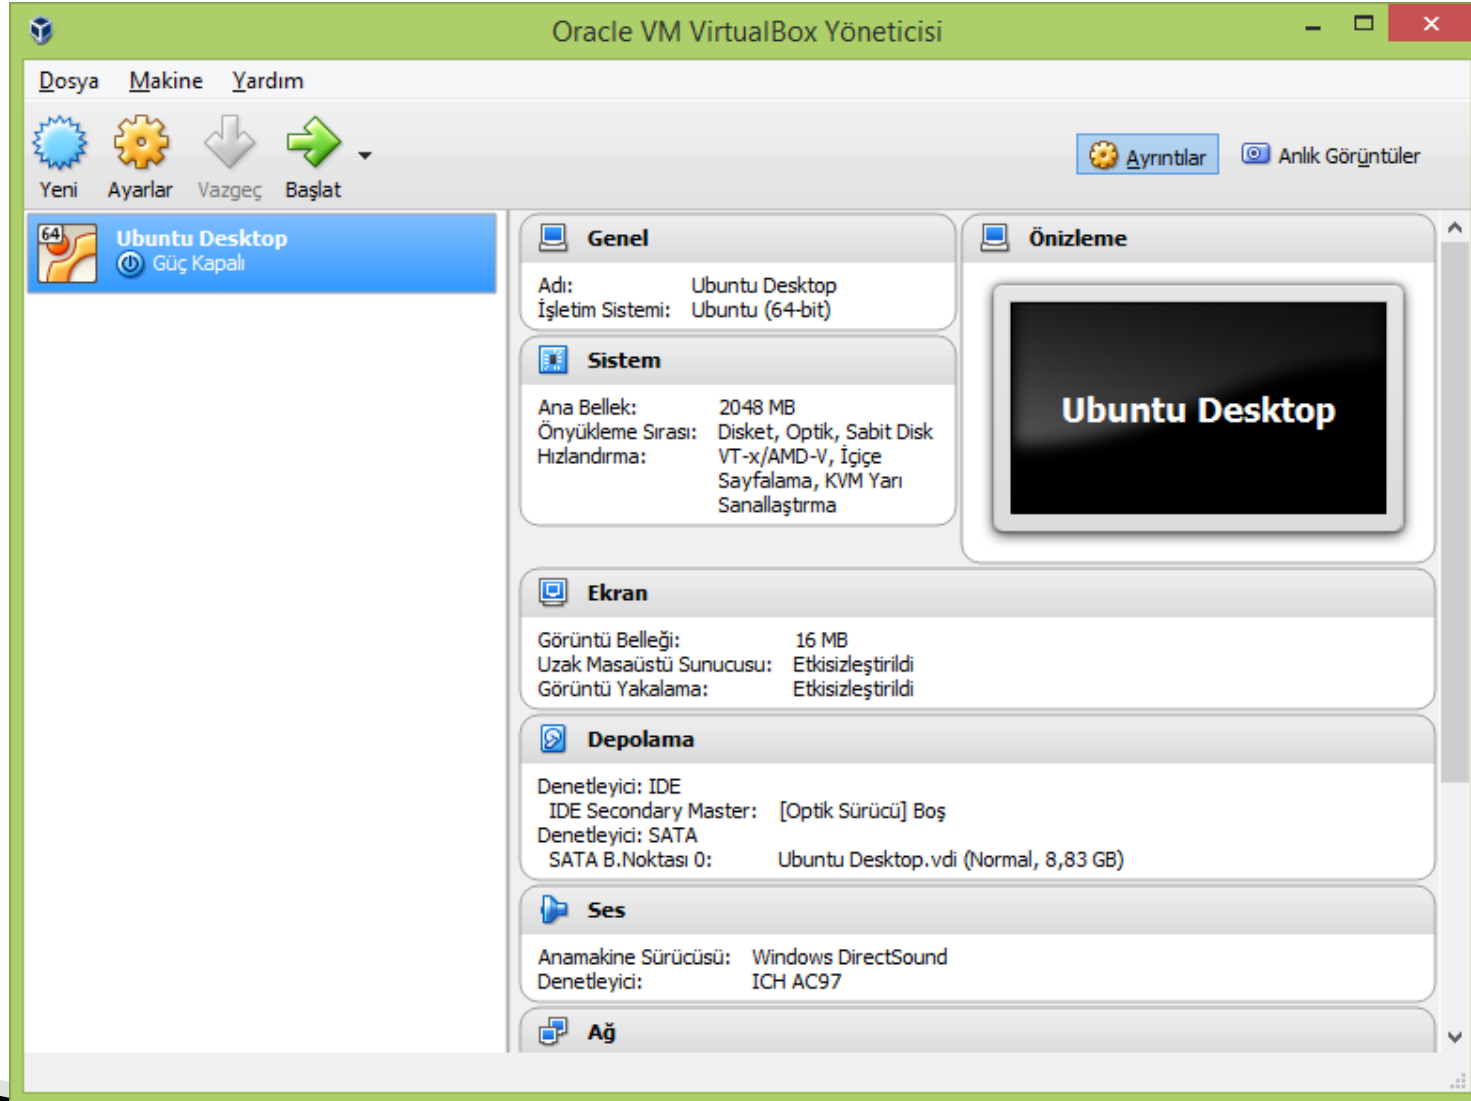 Oracle VM VirtualBox Yöneticisi
Dosya Makine Yardım
Yeni Ayarlar Vazgeç Başlat
Ayrıntılar Anlık Görüntüler
64
Ubuntu Desktop
Güç Kapalı
Genel
Adı: Ubuntu Desktop
İşletim Sistemi: Ubuntu (64-bit)
Önizleme
Ubuntu Desktop
Sistem
Ana Bellek: 2048 MB
Önyükleme Sırası: Disket, Optik, Sabit Disk
Hızlandırma: VT-x/AMD-V, İçiçe
Sayfalama, KVM Yarı
Sanallaştırma
Ekran
Görüntü Belleği: 16 MB
Uzak Masaüstü Sunucusu: Etkisizleştirildi
Görüntü Yakalama: Etkisizleştirildi
Depolama
Denetleyici: IDE
IDE Secondary Master: [Optik Sürücü] Boş
Denetleyici: SATA
SATA B.Noktası 0: Ubuntu Desktop.vdi (Normal, 8,83 GB)
Ses
Anamakine Sürücüsü: Windows DirectSound
Denetleyici: ICH AC97
Ağ